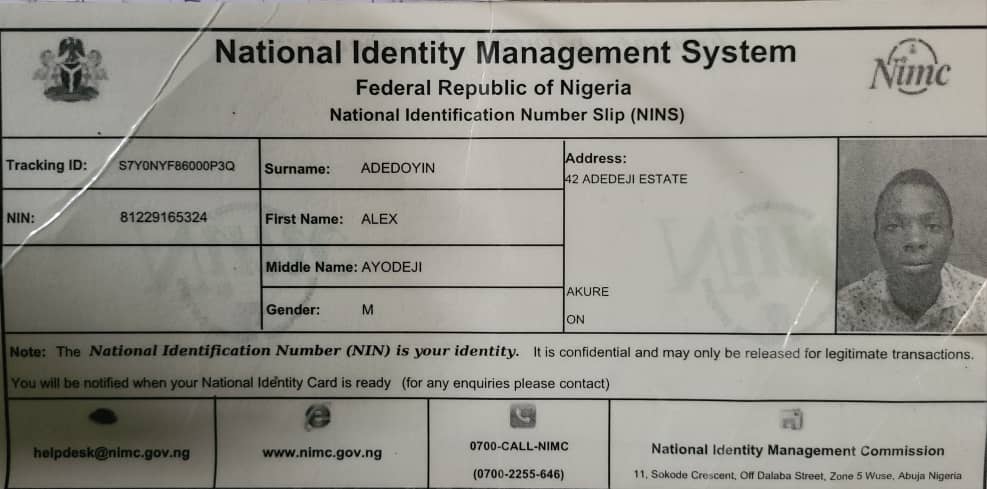 National Identity Management System
Federal Republic of Nigeria
National Identification Number Slip (NINS)
Nimc
Tracking ID: S7Y0NYF86000P3Q
Surname: ADEDOYIN
Address:
42 ADEDEJI ESTATE
NIN: 81229165324
First Name: ALEX
Middle Name: AYODEJI
Gender: M
AKURE
ON
Note: The National Identification Number (NIN) is your identity. It is confidential and may only be released for legitimate transactions.
You will be notified when your National Identity Card is ready (for any enquiries please contact)
helpdesk@nimc.gov.ng
www.nimc.gov.ng
0700-CALL-NIMC
(0700-2255-646)
National Identity Management Commission
11, Sokode Crescent, Off Dalaba Street, Zone 5 Wuse, Abuja Nigeria